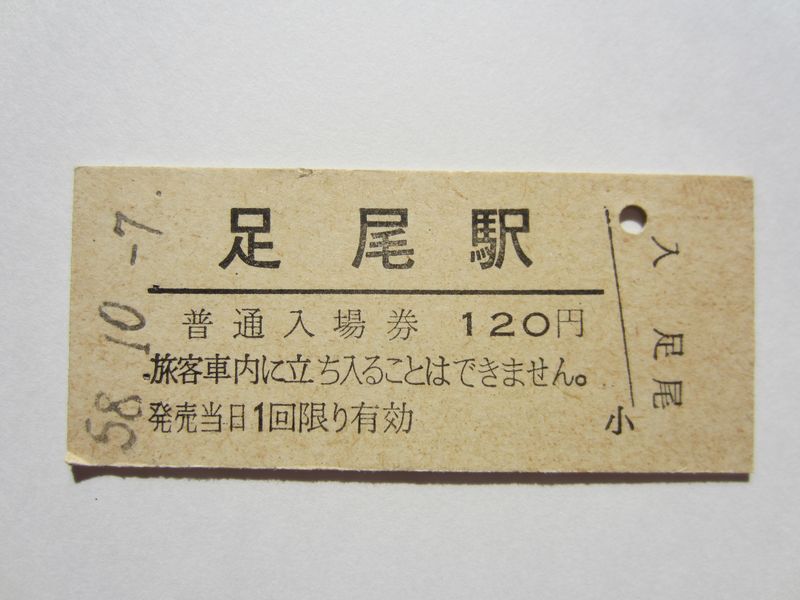 足尾駅
普通入場券 120円
旅客車内に立ち入ることはできません。
発売当日1回限り有効
58.10.-7.
入 足尾
小